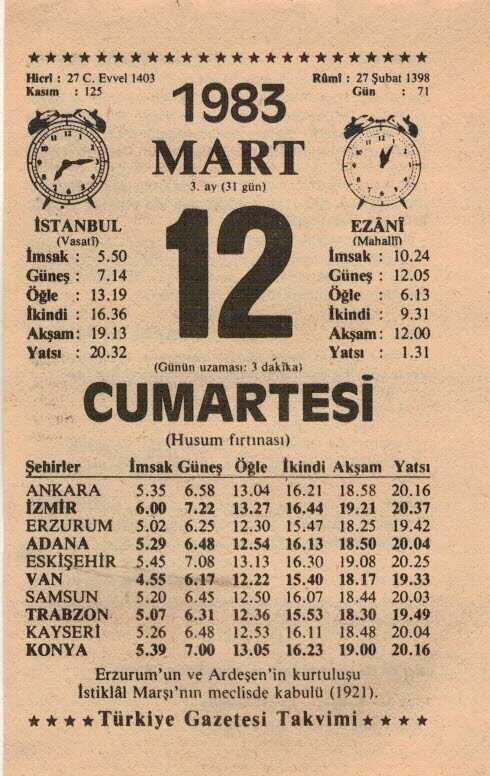 ★★★★★★★★★★★★★★★★★★★★★★★★★★★★★
Hicrî : 27 C. Evvel 1403
Kasım : 125
1983
Rûmî : 27 Şubat 1398
Gün : 71
MART
3. ay (31 gün)
12
İSTANBUL
(Vasatî)
İmsak : 5.50
Güneş : 7.14
Öğle : 13.19
İkindi : 16.36
Akşam: 19.13
Yatsı : 20.32
EZÂNÎ
(Mahallî)
İmsak : 10.24
Güneş : 12.05
Öğle : 6.13
İkindi : 9.31
Akşam: 12.00
Yatsı : 1.31
(Günün uzaması: 3 dakîka)
CUMARTESİ
(Husum fırtınası)
Şehirler İmsak Güneş Öğle İkindi Akşam Yatsı
ANKARA 5.35 6.58 13.04 16.21 18.58 20.16
İZMİR 6.00 7.22 13.27 16.44 19.21 20.37
ERZURUM 5.02 6.25 12.30 15.47 18.25 19.42
ADANA 5.29 6.48 12.54 16.13 18.50 20.04
ESKİŞEHİR 5.45 7.08 13.13 16.30 19.08 20.25
VAN 4.55 6.17 12.22 15.40 18.17 19.33
SAMSUN 5.20 6.45 12.50 16.07 18.44 20.03
TRABZON 5.07 6.31 12.36 15.53 18.30 19.49
KAYSERİ 5.26 6.48 12.53 16.11 18.48 20.04
KONYA 5.39 7.00 13.05 16.23 19.00 20.16
Erzurum'un ve Ardeşen'in kurtuluşu
İstiklâl Marşı'nın meclisde kabulü (1921).
★★★★Türkiye Gazetesi Takvimi★★★★